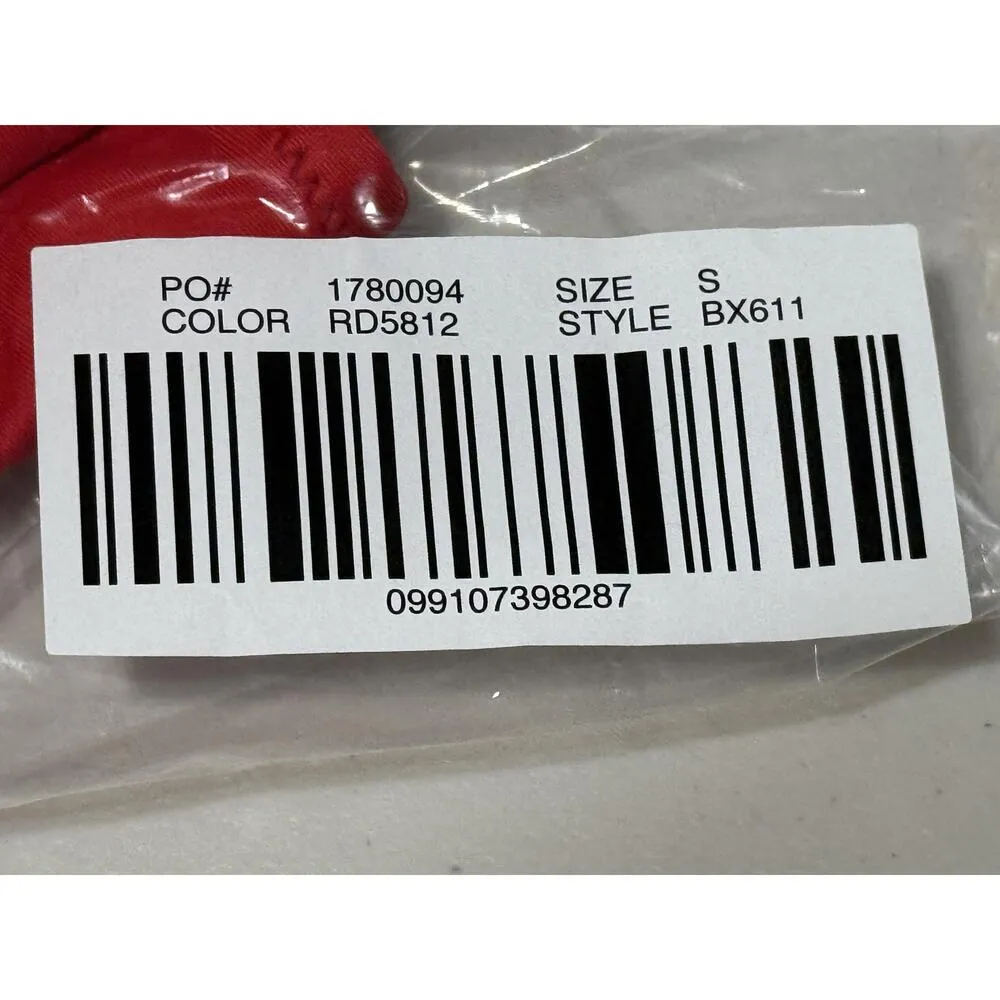 PO# 1780094 SIZE S
COLOR RD5812 STYLE BX611
099107398287